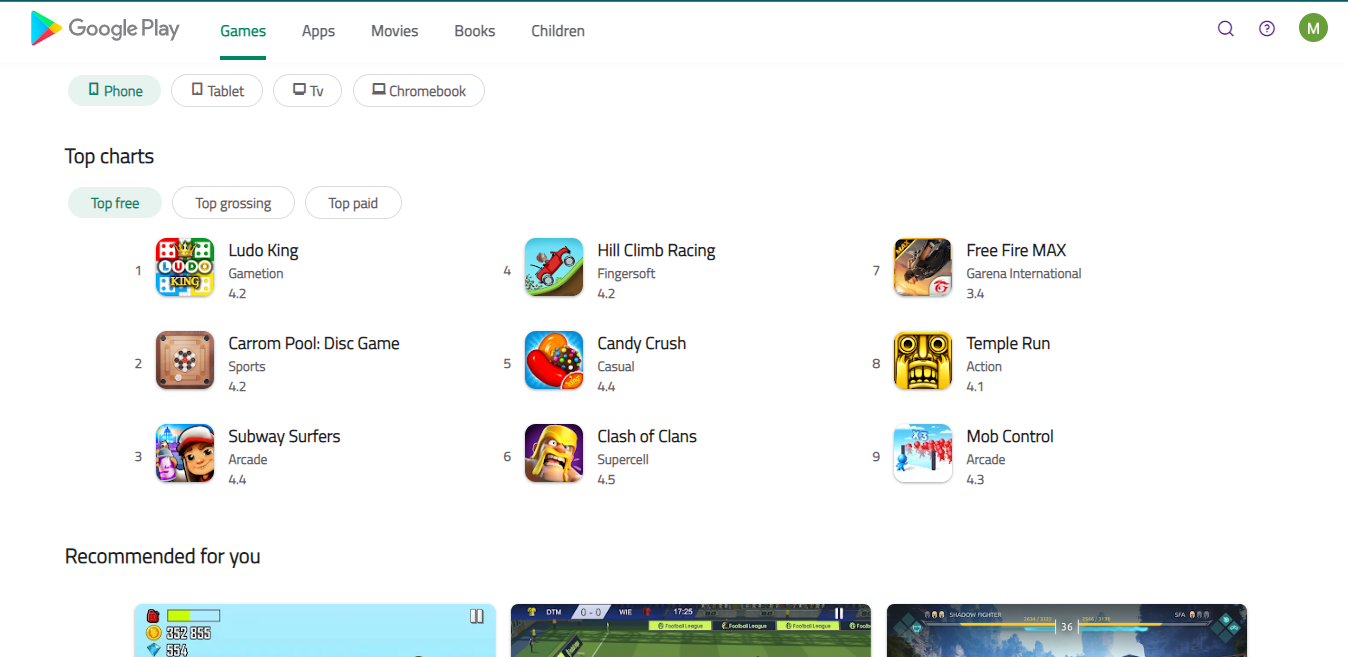 Google Play Games Apps Movies Books Children M
Phone Tablet Tv Chromebook
Top charts
Top free Top grossing Top paid
1 Ludo King
Gametion
4.2
2 Carrom Pool: Disc Game
Sports
4.2
3 Subway Surfers
Arcade
4.4
4 Hill Climb Racing
Fingersoft
4.2
5 Candy Crush
Casual
4.4
6 Clash of Clans
Supercell
4.5
7 Free Fire MAX
Garena International
3.4
8 Temple Run
Action
4.1
9 Mob Control
Arcade
4.3
LUDO
KING
MAX
X3
Recommended for you
352 855
554
DTM 0 - 0 WIE 17:25
Football League Football League Football League
SHADOW FIGHTER 36 SFA